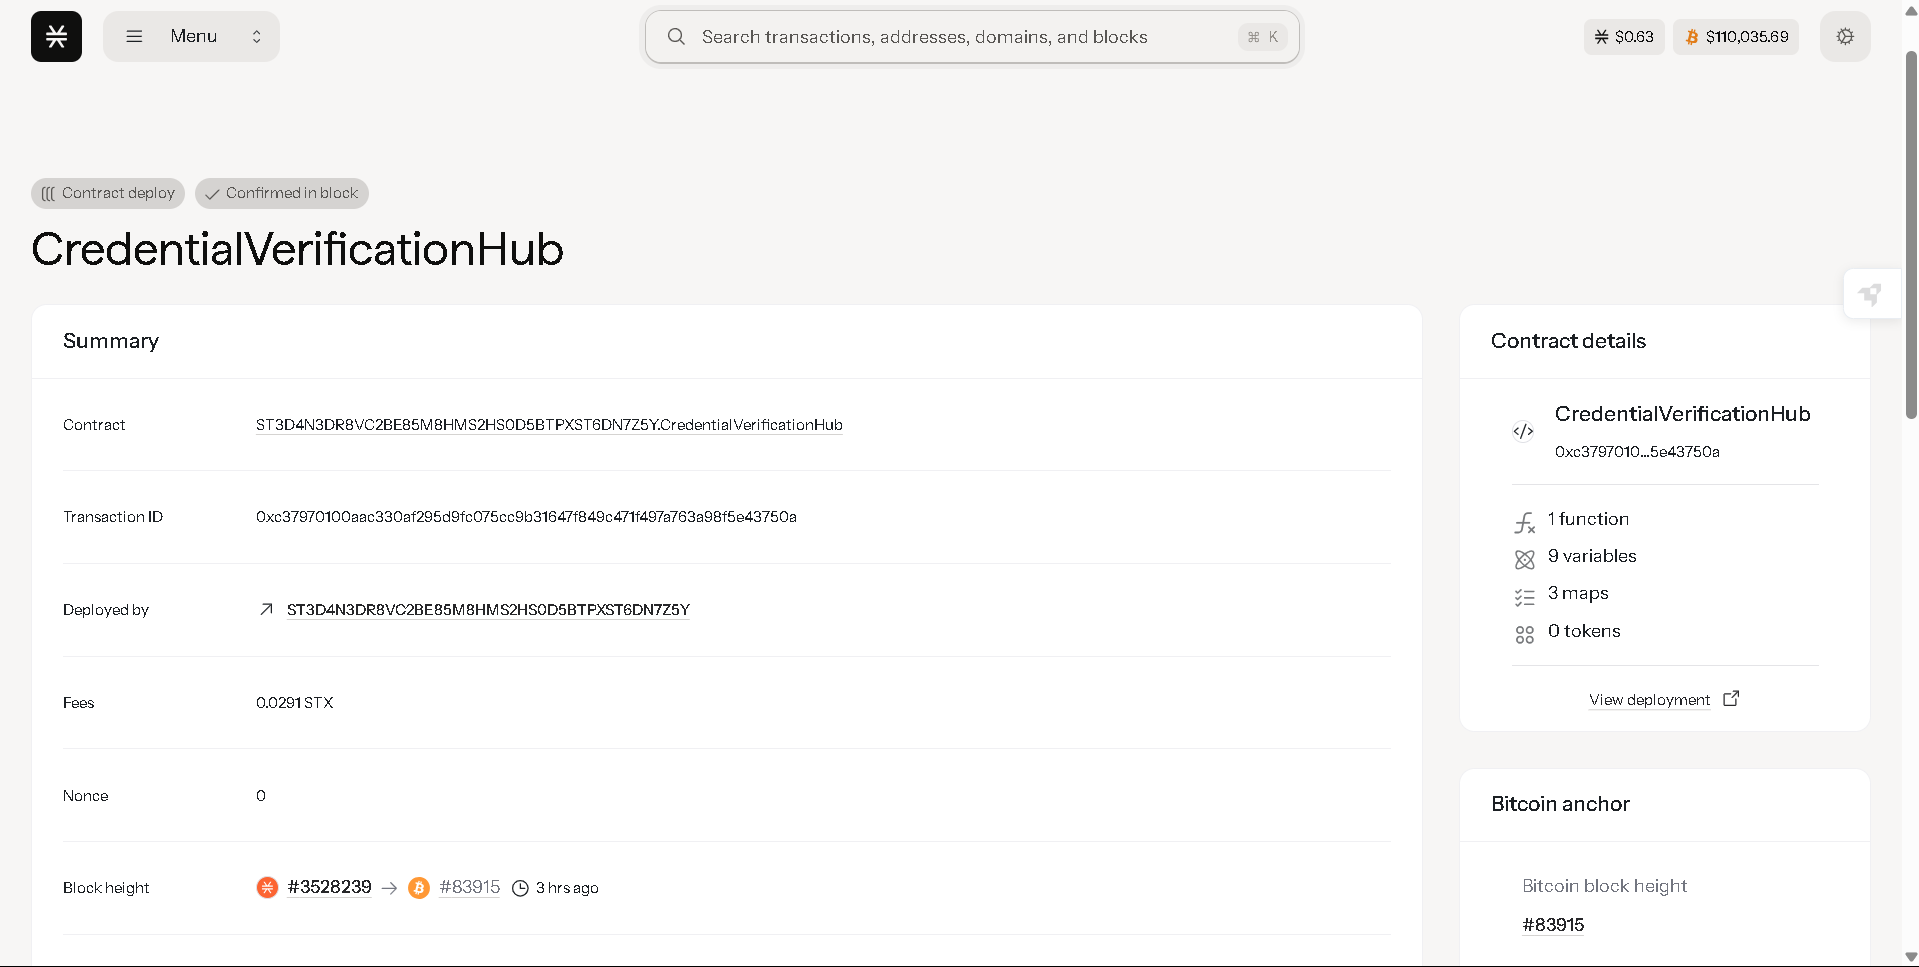 Menu
Search transactions, addresses, domains, and blocks
⌘ K
$0.63
$110,035.69
Contract deploy
Confirmed in block
CredentialVerificationHub
Summary
Contract
ST3D4N3DR8VC2BE85M8HMS2HS0D5BTPXST6DN7Z5Y.CredentialVerificationHub
Transaction ID
0xc37970100aac330af295d9fc075cc9b31647f849c471f497a763a98f5e43750a
Deployed by
ST3D4N3DR8VC2BE85M8HMS2HS0D5BTPXST6DN7Z5Y
Fees
0.0291 STX
Nonce
0
Block height
#3528239 → #83915 3 hrs ago
Contract details
CredentialVerificationHub
0xc3797010...5e43750a
1 function
9 variables
3 maps
0 tokens
View deployment
Bitcoin anchor
Bitcoin block height
#83915